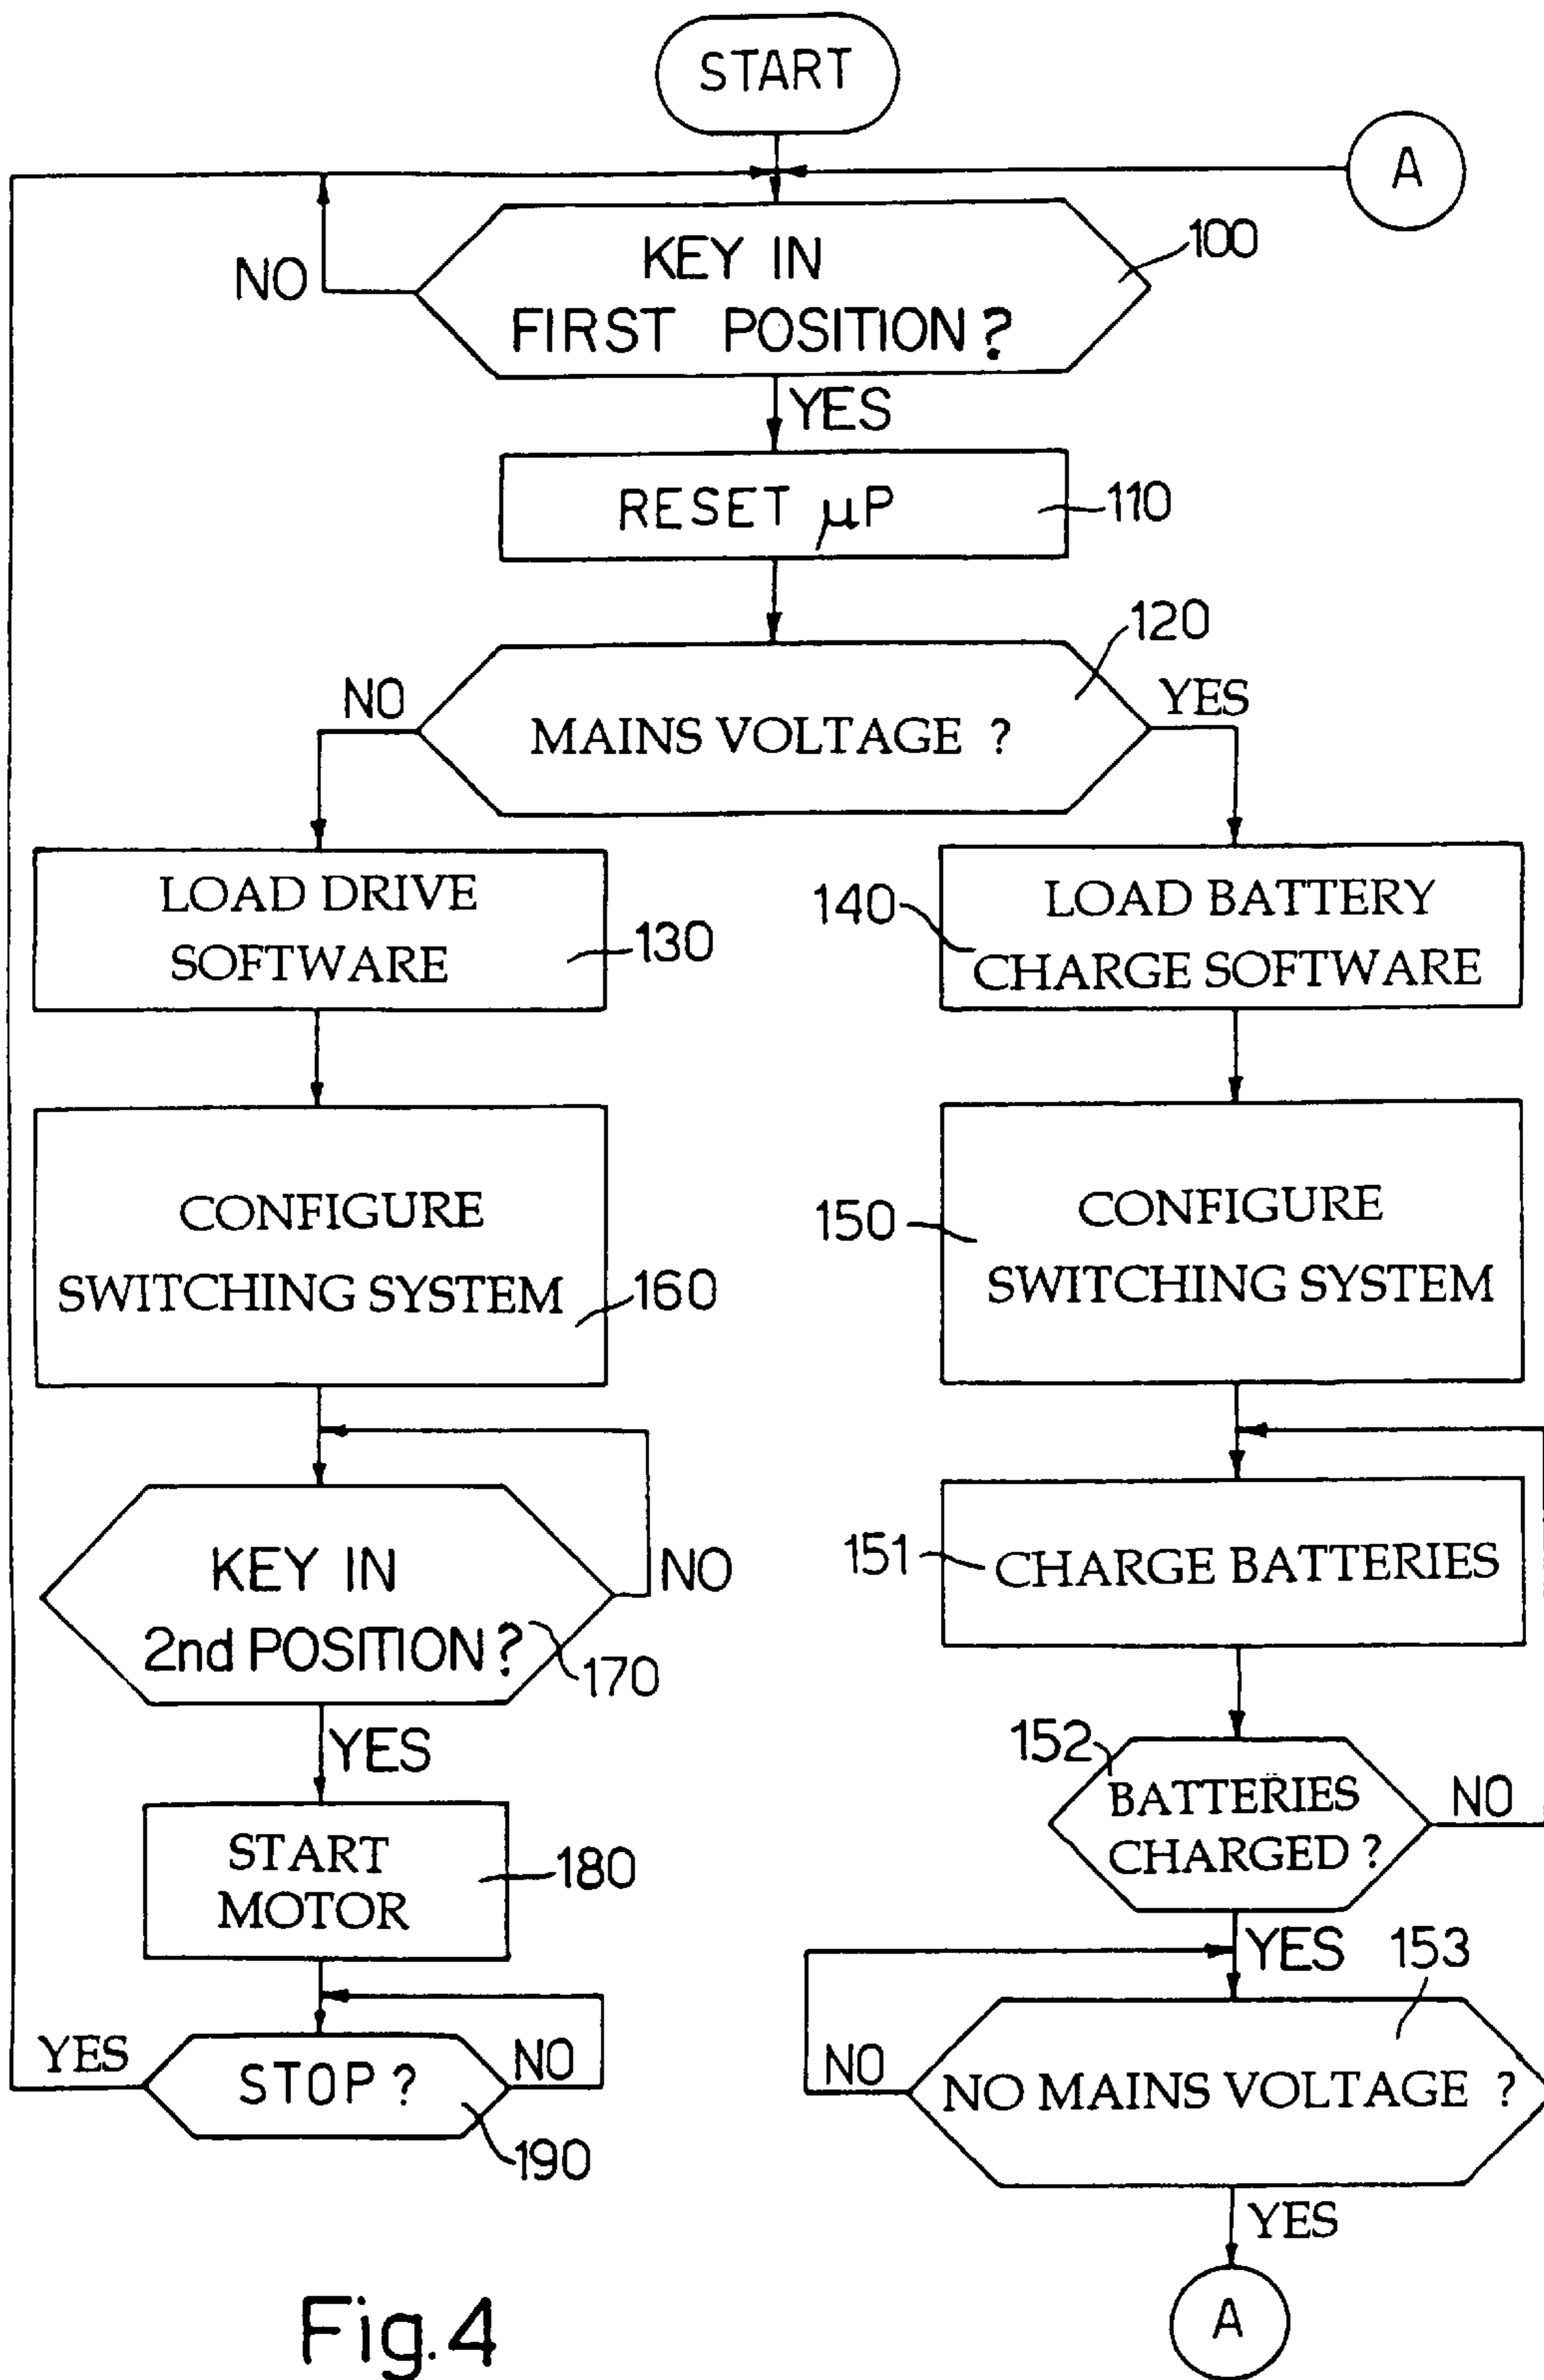 START
A
KEY IN
FIRST POSITION?
100
NO
YES
RESET µP
110
120
NO
MAINS VOLTAGE ?
YES
LOAD DRIVE
SOFTWARE
130
140
LOAD BATTERY
CHARGE SOFTWARE
CONFIGURE
SWITCHING SYSTEM
160
150
CONFIGURE
SWITCHING SYSTEM
KEY IN
2nd POSITION?
170
NO
YES
151
CHARGE BATTERIES
START
MOTOR
180
152
BATTERIES
CHARGED ?
NO
YES
153
YES
STOP ?
NO
190
NO
NO MAINS VOLTAGE ?
YES
A
Fig.4